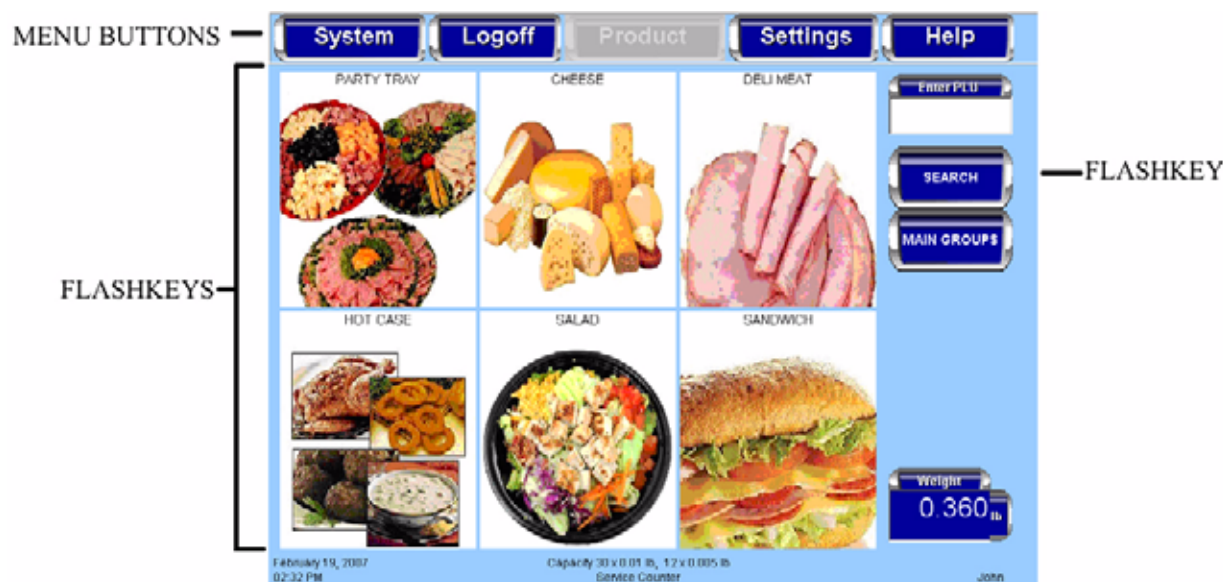 MENU BUTTONS
System Logoff Product Settings Help
PARTY TRAY CHEESE DELI MEAT
Enter PLU
SEARCH
FLASHKEY
MAIN GROUPS
FLASHKEYS
HOT CASE SALAD SANDWICH
Weight
0.360 lb
February 19, 2007 Capacity 30 x 0.01 lb, 12 x 0.005 lb
02:32 PM Service Counter John